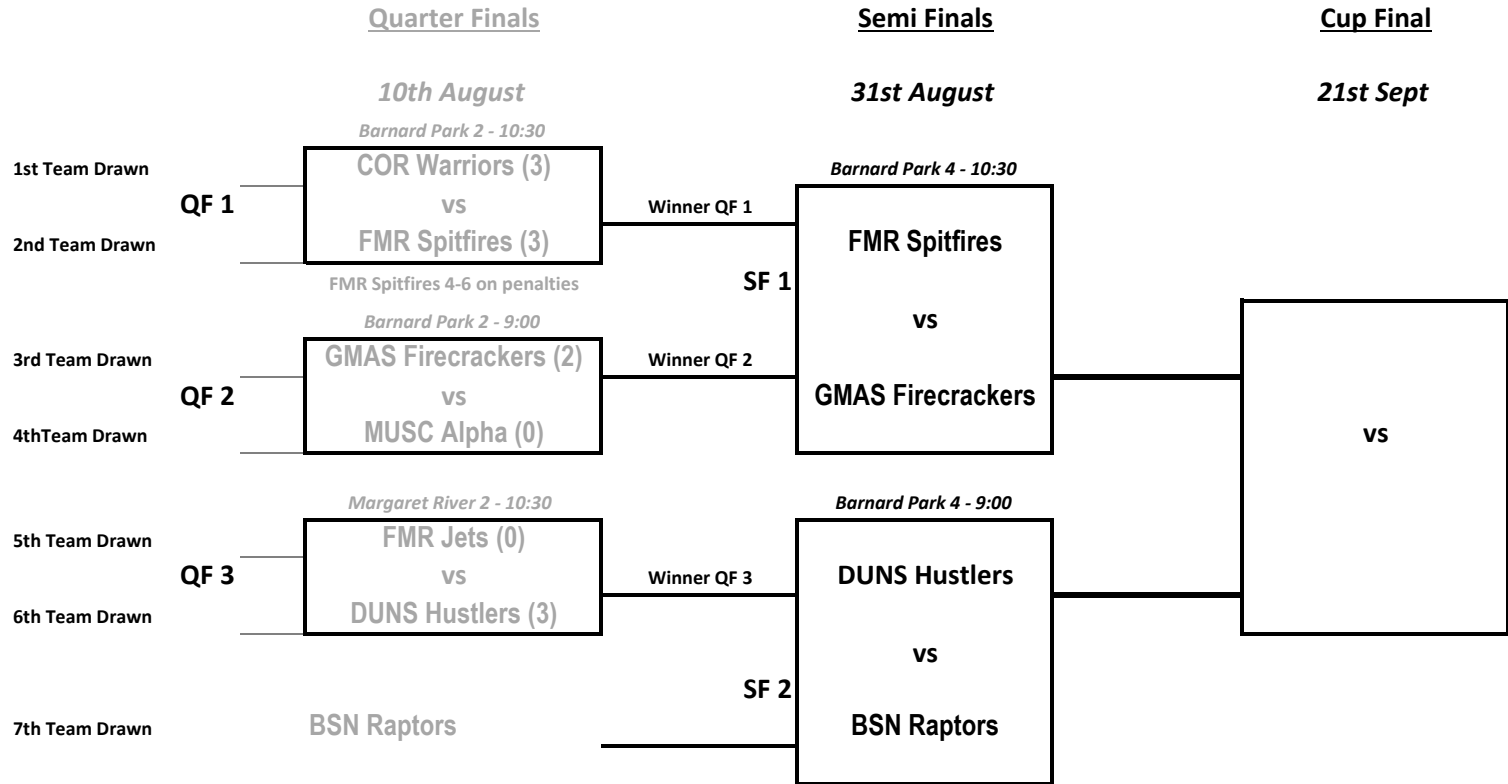 Quarter Finals
Semi Finals
Cup Final
10th August
31st August
21st Sept
Barnard Park 2 - 10:30
1st Team Drawn
COR Warriors (3)
Barnard Park 4 - 10:30
QF 1
vs
Winner QF 1
2nd Team Drawn
FMR Spitfires (3)
FMR Spitfires
FMR Spitfires 4-6 on penalties
SF 1
Barnard Park 2 - 9:00
vs
3rd Team Drawn
GMAS Firecrackers (2)
Winner QF 2
QF 2
vs
GMAS Firecrackers
4thTeam Drawn
MUSC Alpha (0)
vs
Margaret River 2 - 10:30
Barnard Park 4 - 9:00
5th Team Drawn
FMR Jets (0)
QF 3
vs
Winner QF 3
DUNS Hustlers
6th Team Drawn
DUNS Hustlers (3)
vs
SF 2
7th Team Drawn
BSN Raptors
BSN Raptors